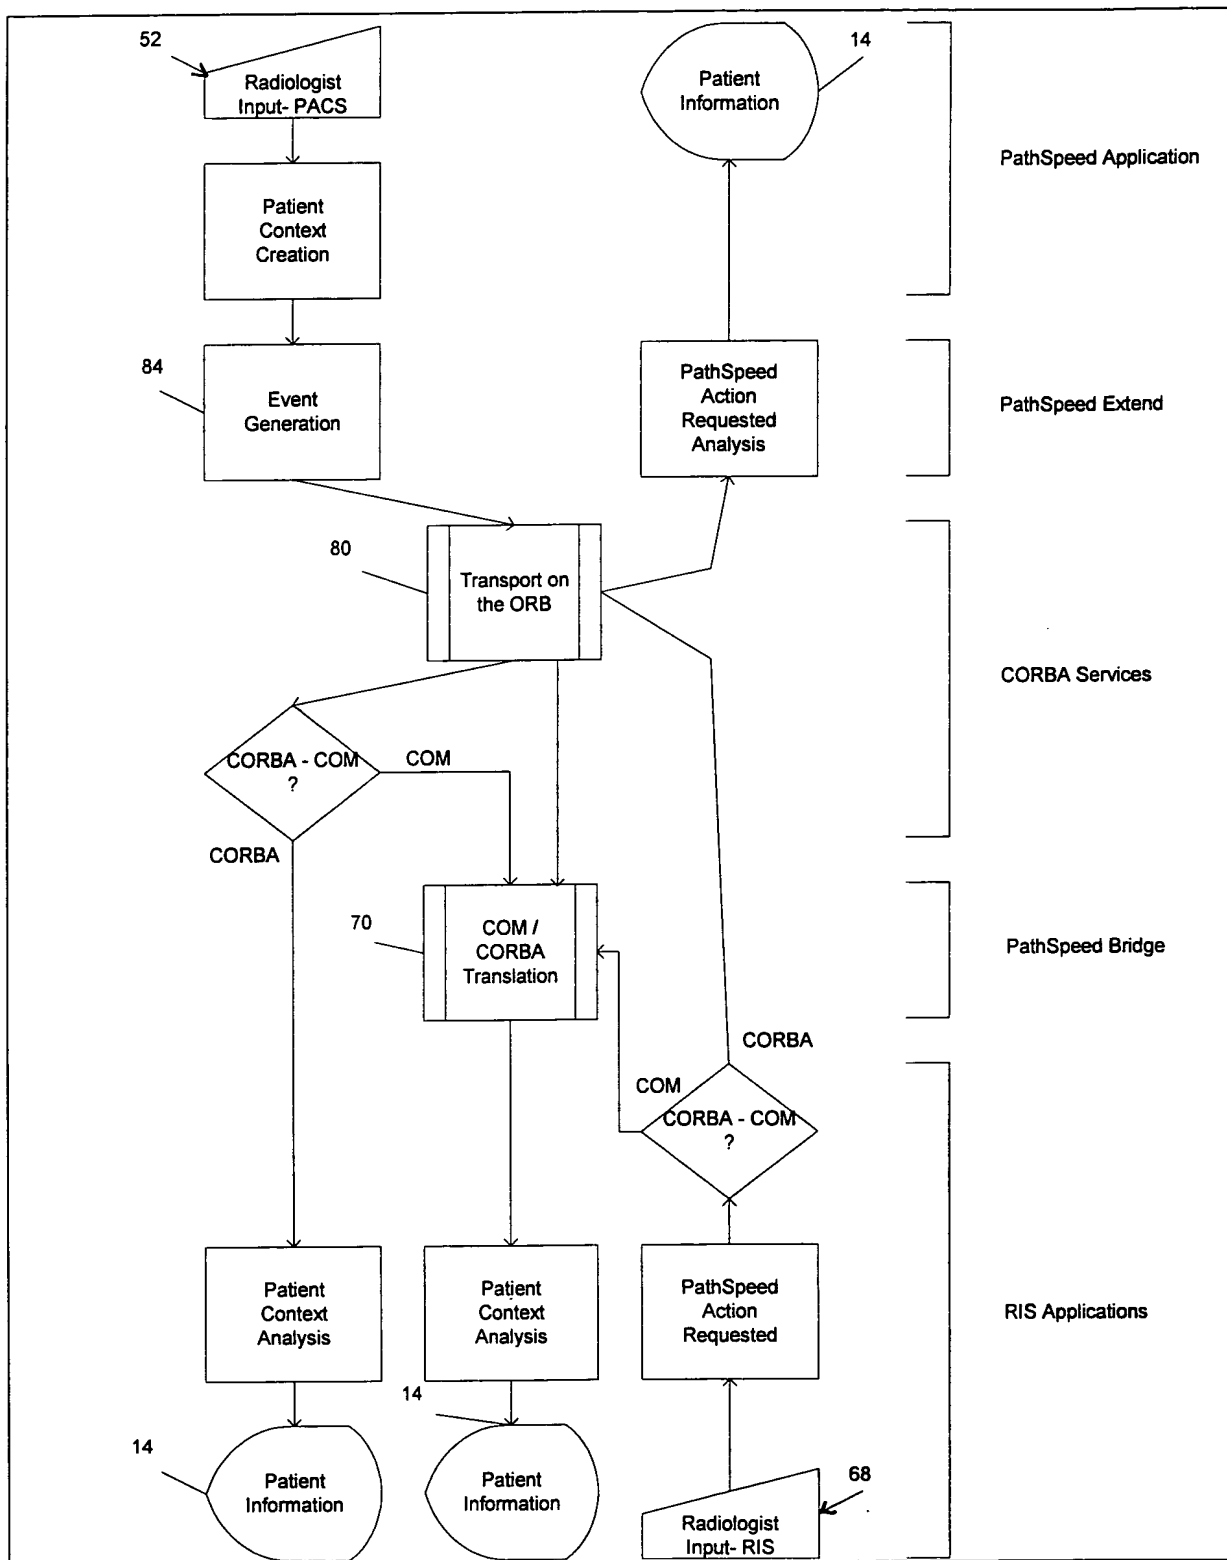 52
Radiologist
Input- PACS
14
Patient
Information
PathSpeed Application
Patient
Context
Creation
84
Event
Generation
PathSpeed
Action
Requested
Analysis
PathSpeed Extend
80
Transport on
the ORB
CORBA Services
CORBA - COM
?
COM
CORBA
70
COM /
CORBA
Translation
PathSpeed Bridge
CORBA
COM
CORBA - COM
?
Patient
Context
Analysis
Patient
Context
Analysis
PathSpeed
Action
Requested
RIS Applications
14
14
Patient
Information
Patient
Information
68
Radiologist
Input- RIS